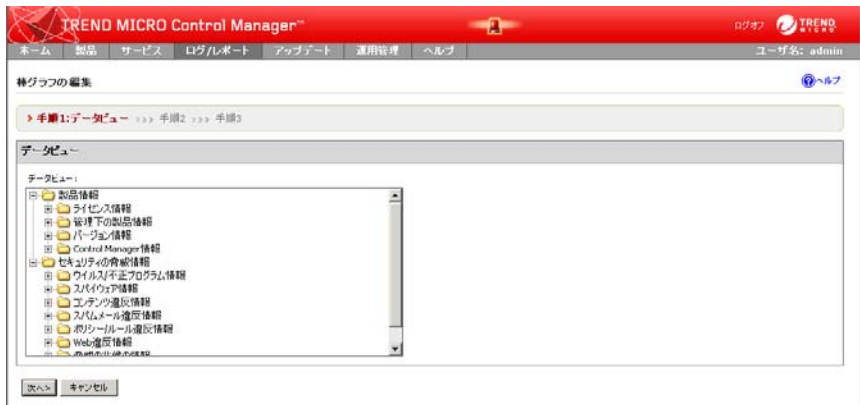 TREND MICRO Control Manager™
ログオフ
TREND MICRO
ホーム 製品 サービス ログ/レポート アップデート 運用管理 ヘルプ ユーザ名: admin
棒グラフの編集 ヘルプ
手順1:データビュー >>> 手順2 >>> 手順3
データビュー
データビュー:
製品情報
ライセンス情報
管理下の製品情報
バージョン情報
Control Manager情報
セキュリティの脅威情報
ウイルス/不正プログラム情報
スパイウェア情報
コンテンツ違反情報
スパムメール違反情報
ポリシー/ルール違反情報
Web違反情報
次へ> キャンセル